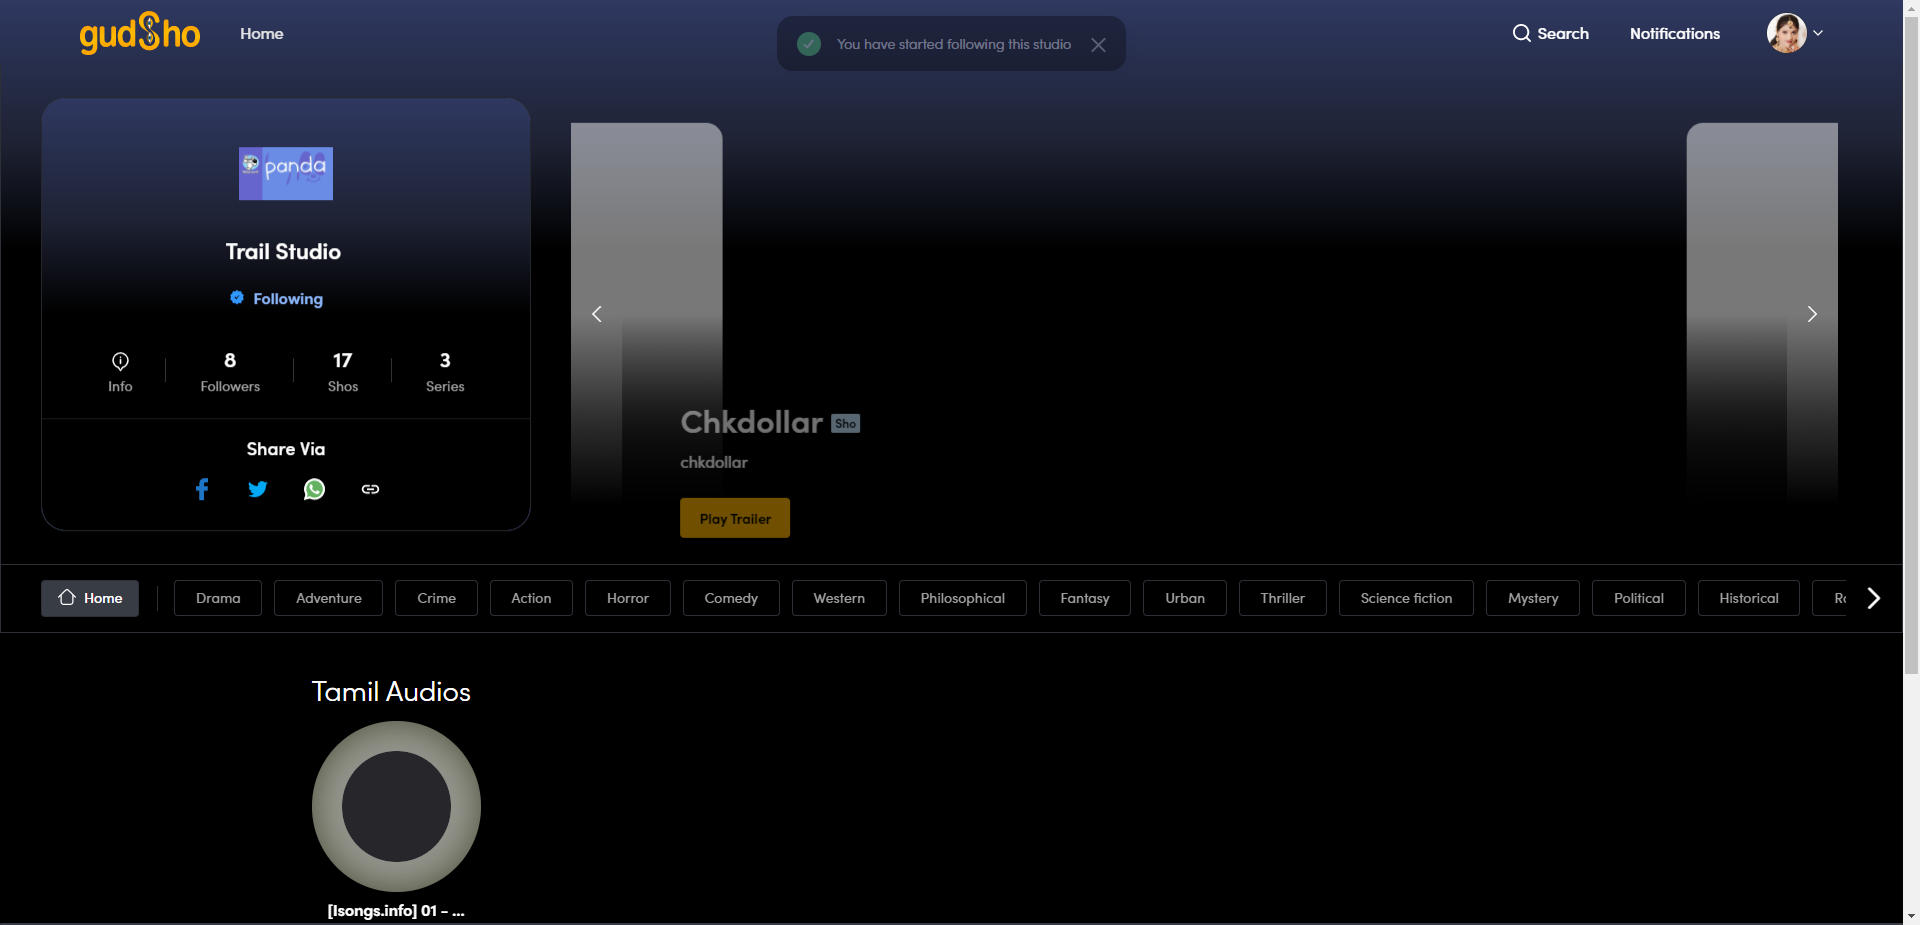 gudSho
Home
You have started following this studio
Search
Notifications
panda
Trail Studio
Following
Info
8
Followers
17
Shos
3
Series
Share Via
Chkdollar Sho
chkdollar
Play Trailer
Home
Drama
Adventure
Crime
Action
Horror
Comedy
Western
Philosophical
Fantasy
Urban
Thriller
Science fiction
Mystery
Political
Historical
Tamil Audios
[Isongs.info] 01 - ...